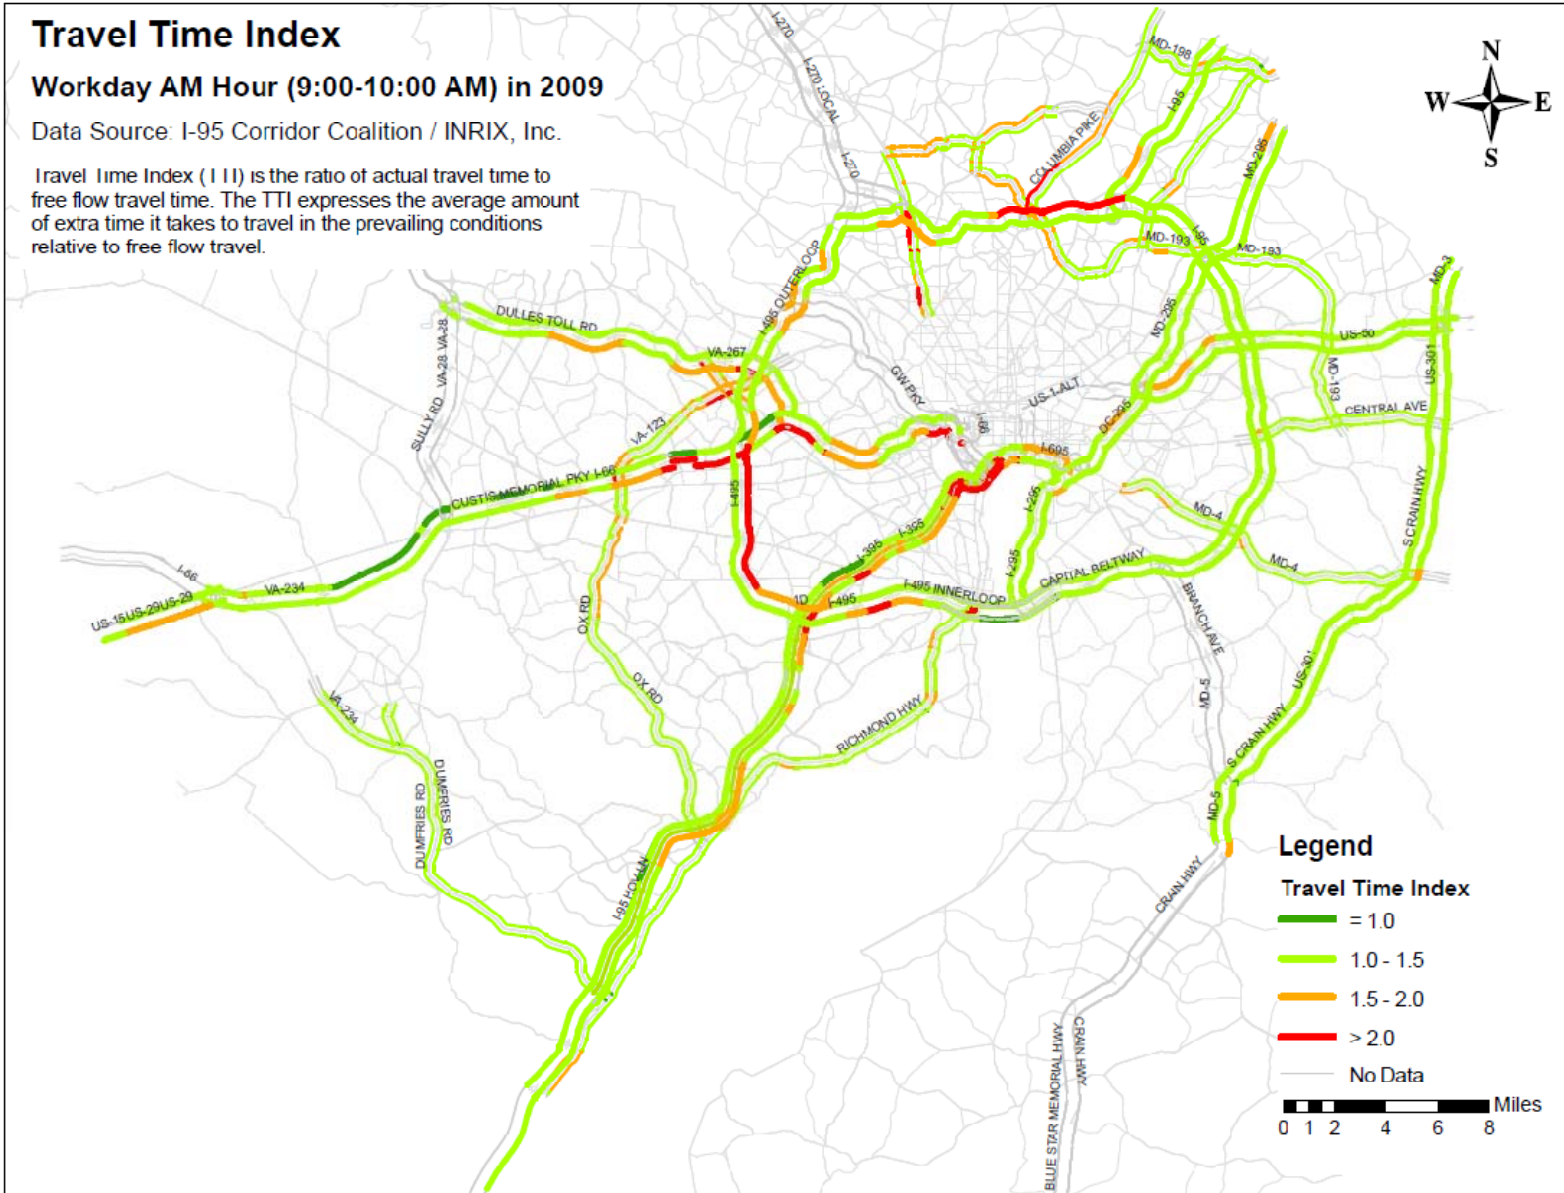 Travel Time Index
Workday AM Hour (9:00-10:00 AM) in 2009
Data Source: I-95 Corridor Coalition / INRIX, Inc.
Travel Time Index (TTI) is the ratio of actual travel time to
free flow travel time. The TTI expresses the average amount
of extra time it takes to travel in the prevailing conditions
relative to free flow travel.
N
W
E
S
I-270
I-270 LOCAL
I-270
MD-198
I-95
COLUMBIA PIKE
MD-295
I-95
MD-193
MD-193
MD-3
I-495 OUTERLOOP
DULLES TOLL RD
VA-28
VA-28
VA-267
GW PKY
MD-295
US-50
US-301
US-1-ALT
MD-193
CENTRAL AVE
SULLY RD
VA-123
I-66
DC-295
I-695
CUSTIS MEMORIAL PKY
I-66
I-495
I-295
MD-4
S CRAIN HWY
I-395
I-395
I-66
VA-234
US-15
US-29
US-29
I-495
I-495 INNERLOOP
I-295
CAPITAL BELTWAY
MD-4
OX RD
BRANCH AVE
US-301
OX RD
VA-234
RICHMOND HWY
MD-5
S CRAIN HWY
DUMFRIES RD
DUMFRIES RD
MD-5
I-95 HOV LN
CRAIN HWY
BLUE STAR MEMORIAL HWY
CRAIN HWY
Legend
Travel Time Index
= 1.0
1.0 - 1.5
1.5 - 2.0
> 2.0
No Data
Miles
0 1 2 4 6 8